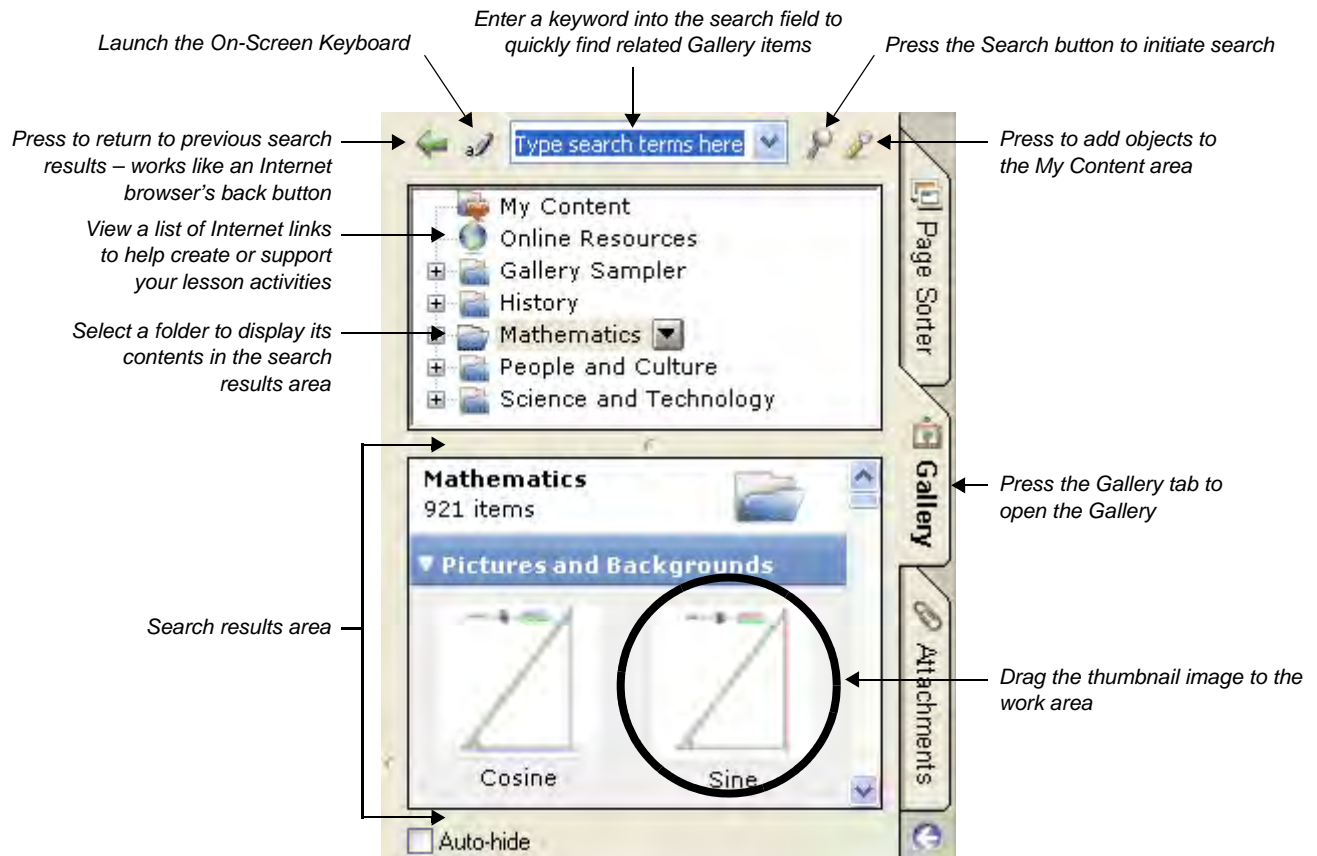 Enter a keyword into the search field to
quickly find related Gallery items
Launch the On-Screen Keyboard
Press the Search button to initiate search
Press to return to previous search
results – works like an Internet
browser's back button
a
Type search terms here
Press to add objects to
the My Content area
View a list of Internet links
to help create or support
your lesson activities
Select a folder to display its
contents in the search
results area
My Content
Online Resources
Gallery Sampler
History
Mathematics
People and Culture
Science and Technology
Page Sorter
Gallery
Attachments
Press the Gallery tab to
open the Gallery
Search results area
Mathematics
921 items
Pictures and Backgrounds
Cosine
Sine
Drag the thumbnail image to the
work area
Auto-hide